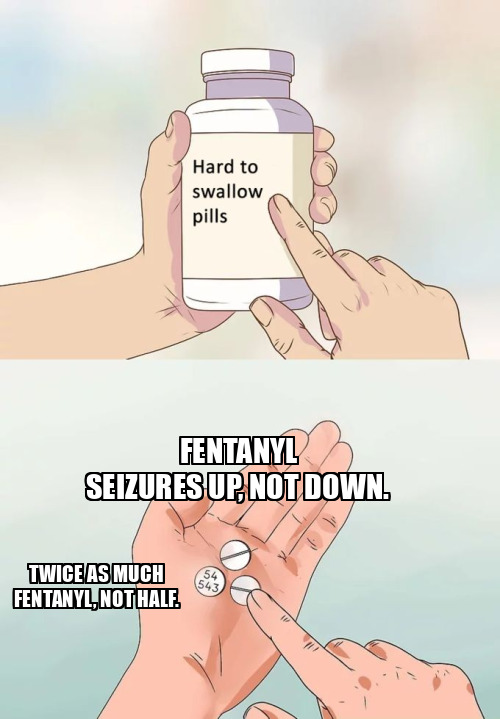 Hard to
swallow
pills
FENTANYL
SEIZURES UP, NOT DOWN.
TWICE AS MUCH
FENTANYL, NOT HALF.
54
543